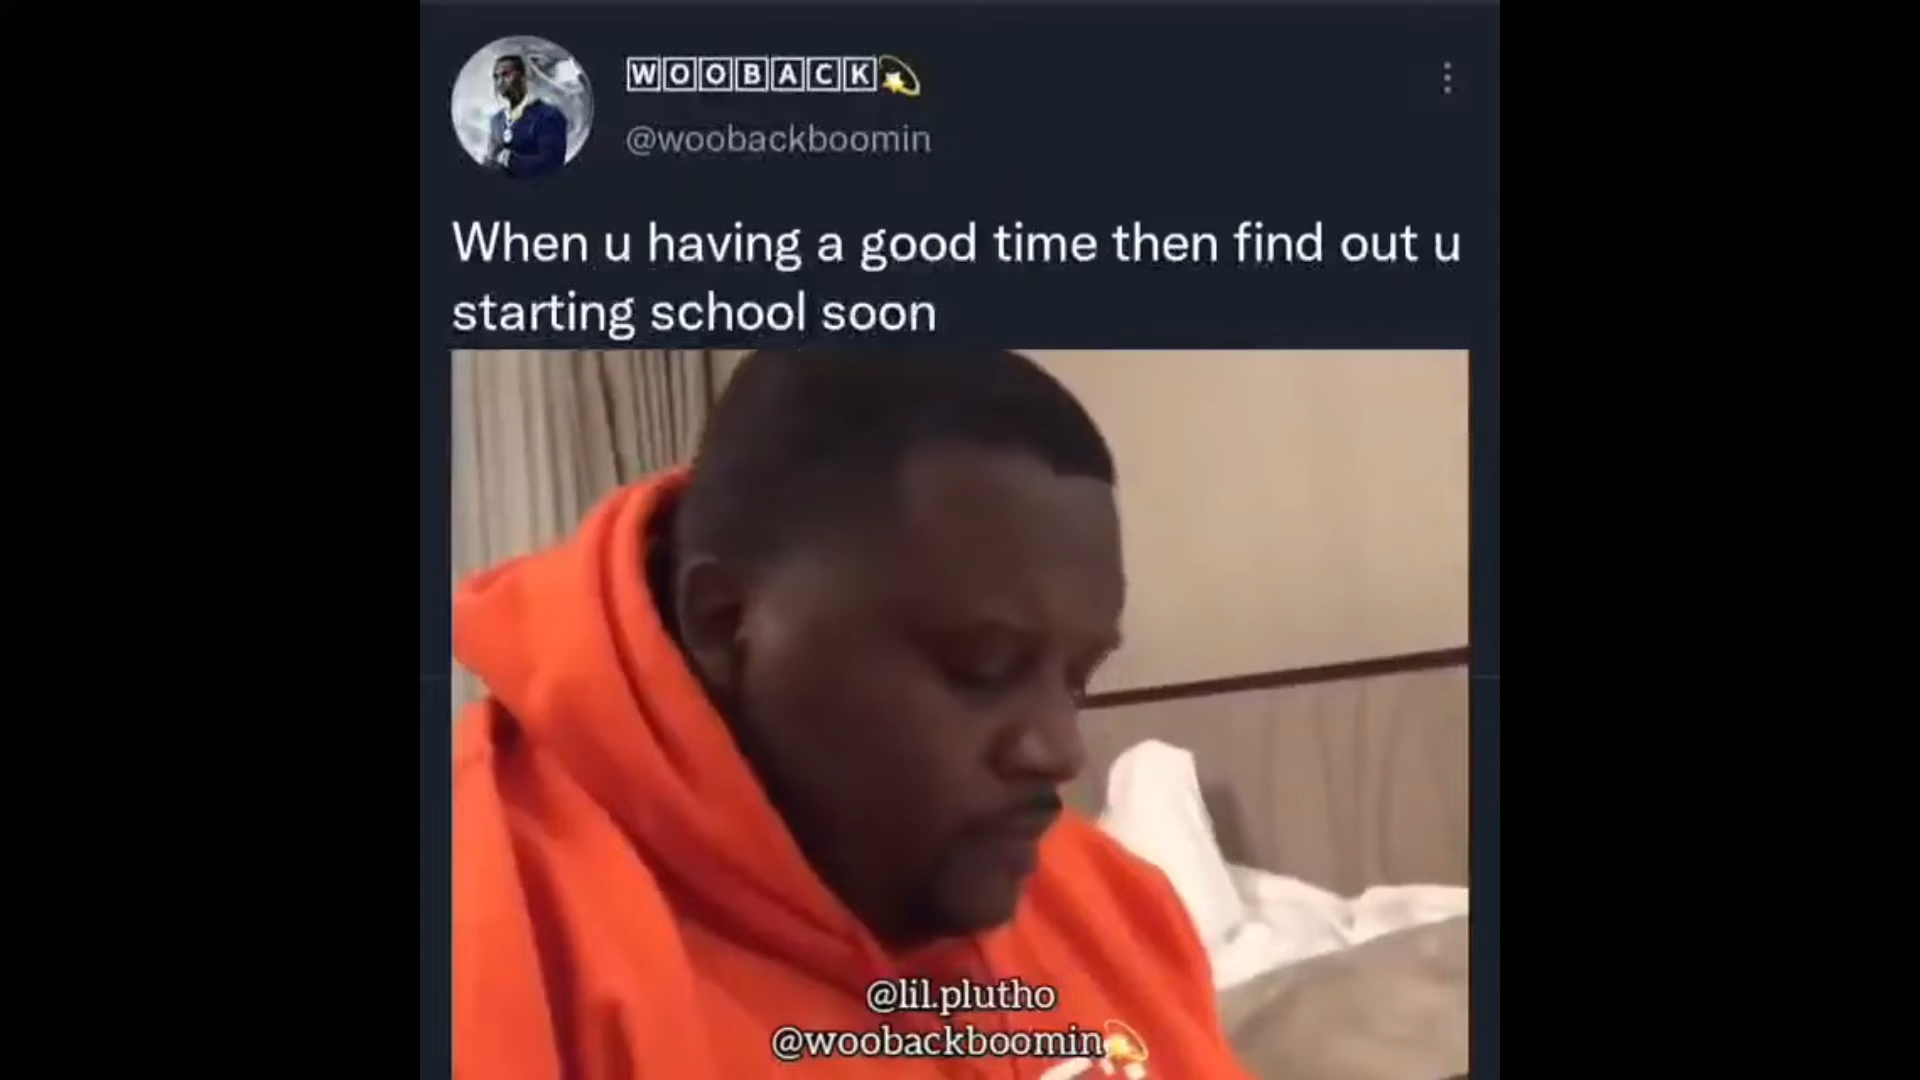 WOOBACK💫
@woobackboomin
When u having a good time then find out u
starting school soon
@lil.plutho
@woobackboomin💫